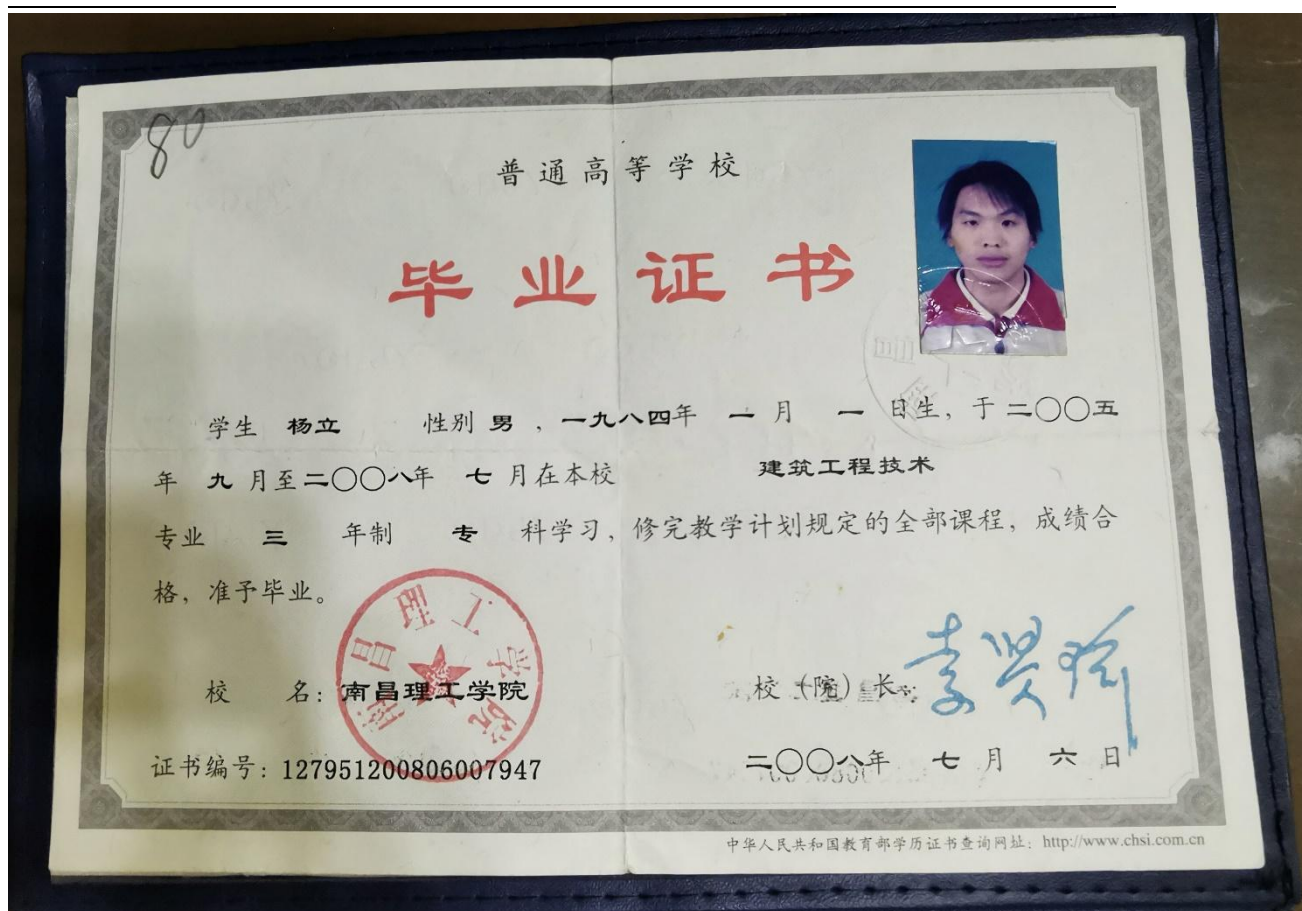 80
普通高等学校
毕业证书
学生 杨立 性别 男 ，一九八四年 一 月 一 日生，于二〇〇五
年 九 月至二〇〇八年 七 月在本校 建筑工程技术
专业 三 年制 专 科学习，修完教学计划规定的全部课程，成绩合
格，准予毕业。
理工学院
校 名：南昌理工学院
校（院）长
证书编号：127951200806007947
二〇〇八年 七 月 六 日
中华人民共和国教育部学历证书查询网址：http://www.chsi.com.cn